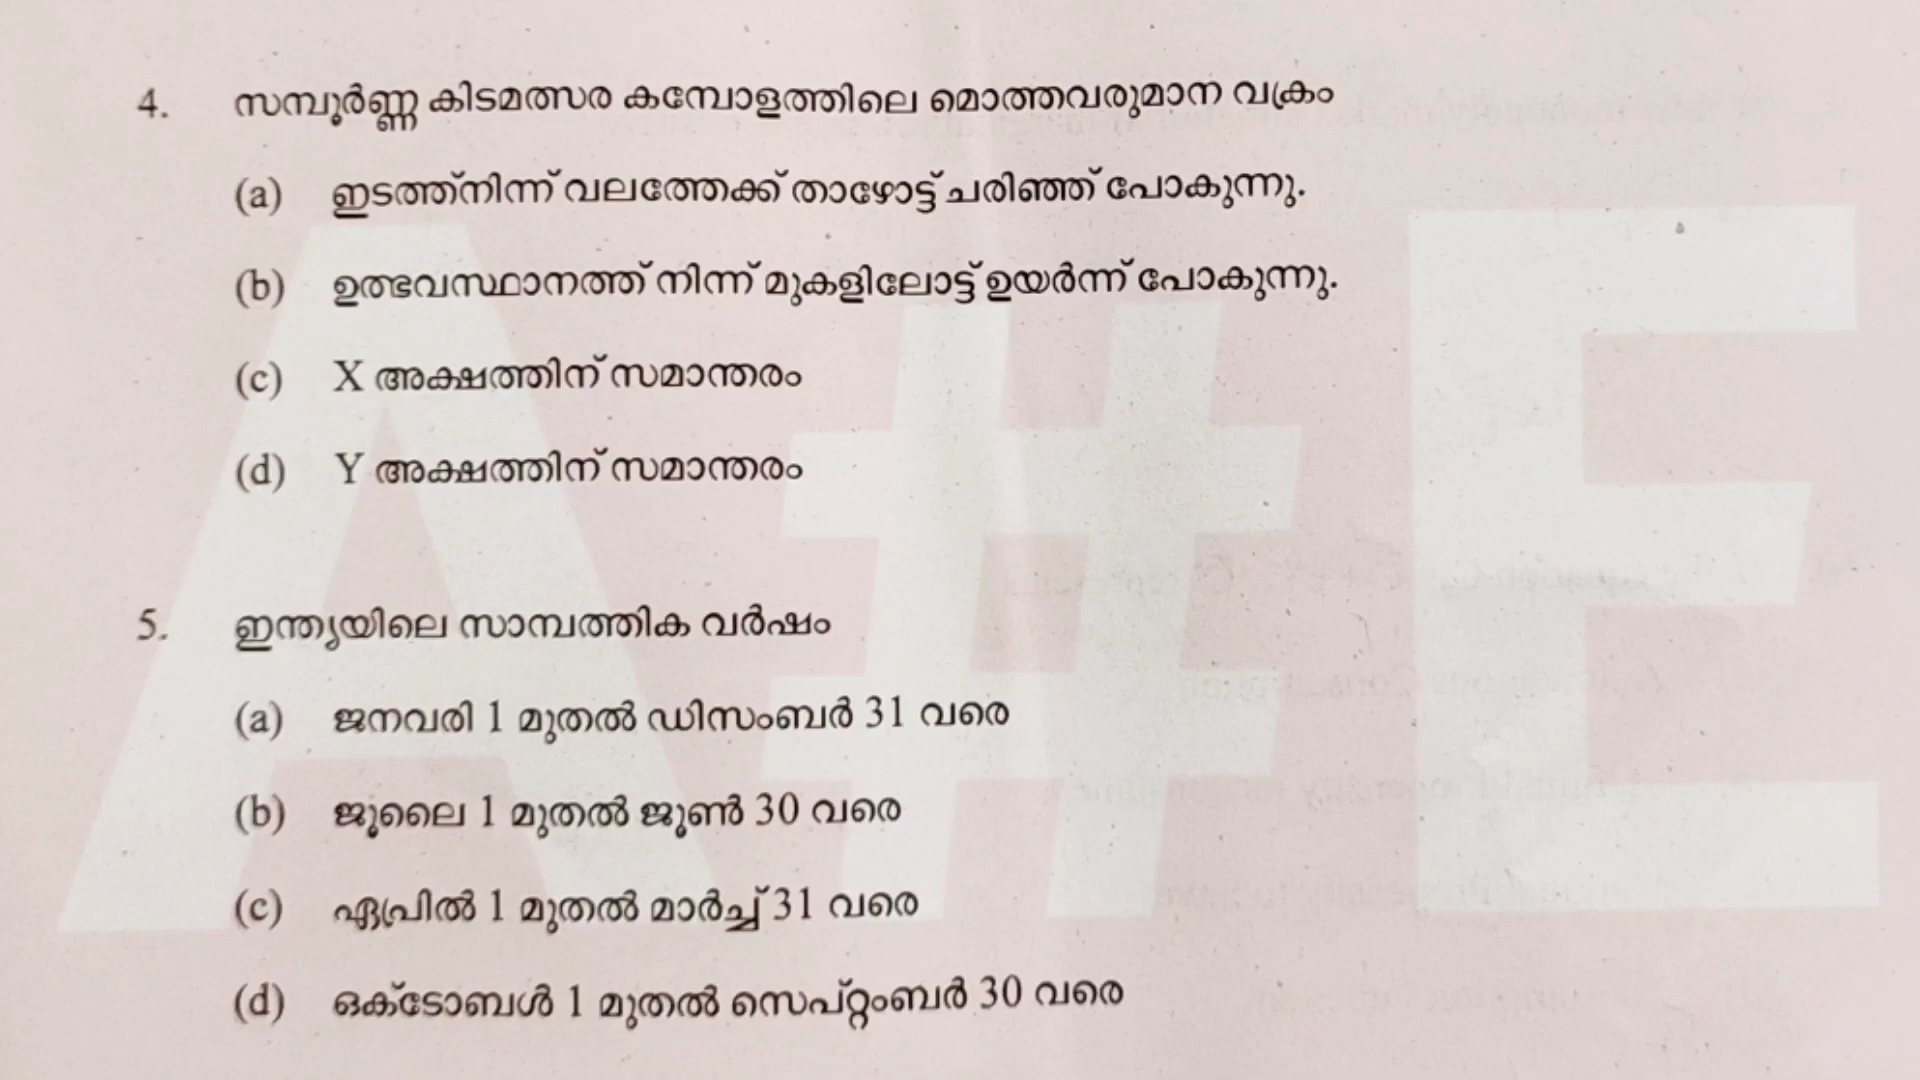 4. സമ്പൂർണ്ണ കിടമത്സര കമ്പോളത്തിലെ മൊത്തവരുമാന വക്രം
(a) ഇടത്ത്നിന്ന് വലത്തേക്ക് താഴോട്ട് ചരിഞ്ഞ് പോകുന്നു.
(b) ഉത്ഭവസ്ഥാനത്ത് നിന്ന് മുകളിലോട്ട് ഉയർന്ന് പോകുന്നു.
(c) X അക്ഷത്തിന് സമാന്തരം
(d) Y അക്ഷത്തിന് സമാന്തരം
5. ഇന്ത്യയിലെ സാമ്പത്തിക വർഷം
(a) ജനവരി 1 മുതൽ ഡിസംബർ 31 വരെ
(b) ജൂലൈ 1 മുതൽ ജൂൺ 30 വരെ
(c) ഏപ്രിൽ 1 മുതൽ മാർച്ച് 31 വരെ
(d) ഒക്ടോബൾ 1 മുതൽ സെപ്റ്റംബർ 30 വരെ
A#E